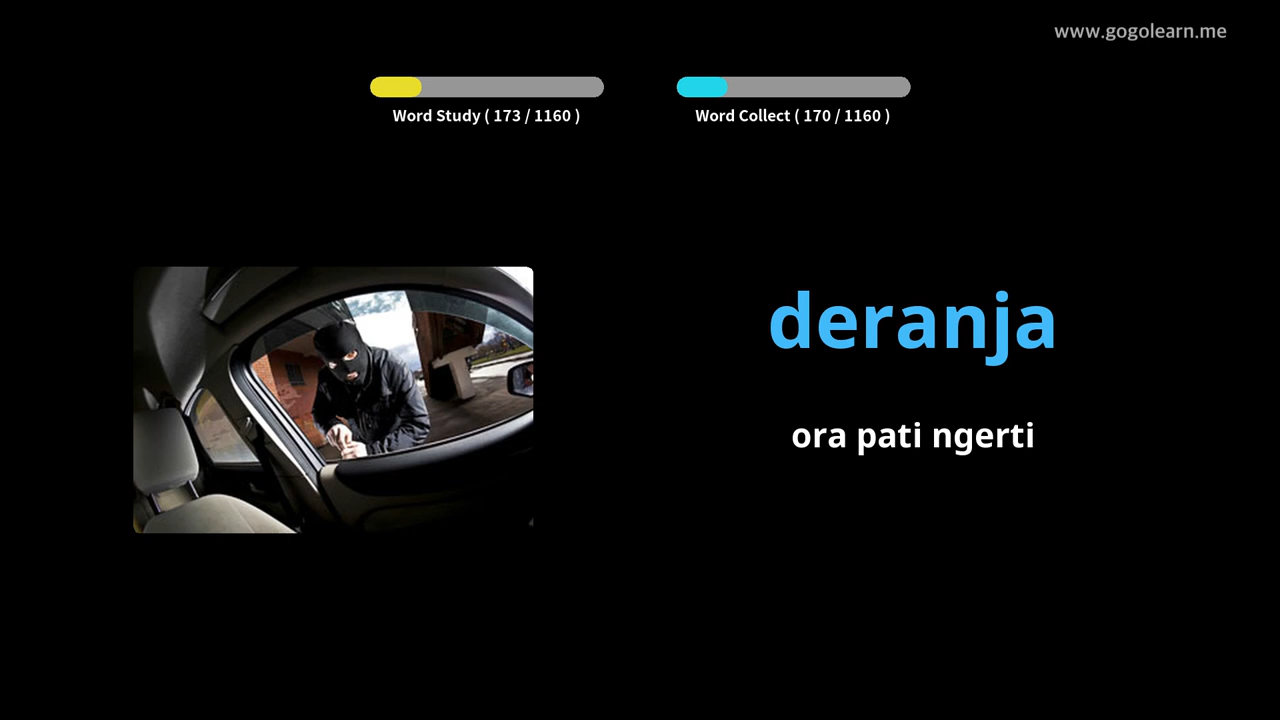 www.gogolearn.me
Word Study ( 173 / 1160 )
Word Collect ( 170 / 1160 )
deranja
ora pati ngerti